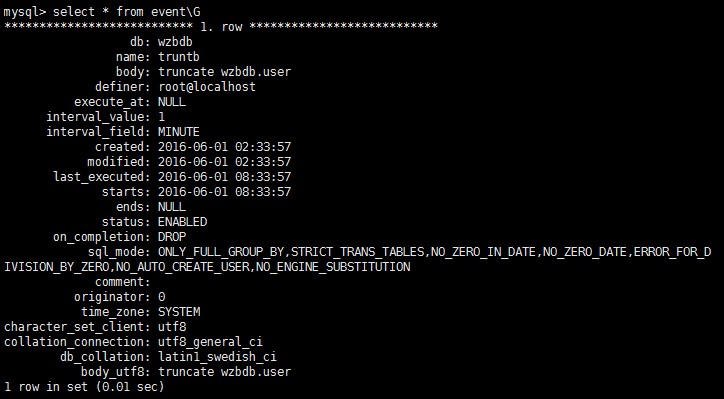 mysql> select * from event\G
*************************** 1. row ***************************
db: wzbdb
name: truntb
body: truncate wzbdb.user
definer: root@localhost
execute_at: NULL
interval_value: 1
interval_field: MINUTE
created: 2016-06-01 02:33:57
modified: 2016-06-01 02:33:57
last_executed: 2016-06-01 08:33:57
starts: 2016-06-01 08:33:57
ends: NULL
status: ENABLED
on_completion: DROP
sql_mode: ONLY_FULL_GROUP_BY,STRICT_TRANS_TABLES,NO_ZERO_IN_DATE,NO_ZERO_DATE,ERROR_FOR_D
IVISION_BY_ZERO,NO_AUTO_CREATE_USER,NO_ENGINE_SUBSTITUTION
comment:
originator: 0
time_zone: SYSTEM
character_set_client: utf8
collation_connection: utf8_general_ci
db_collation: latin1_swedish_ci
body_utf8: truncate wzbdb.user
1 row in set (0.01 sec)